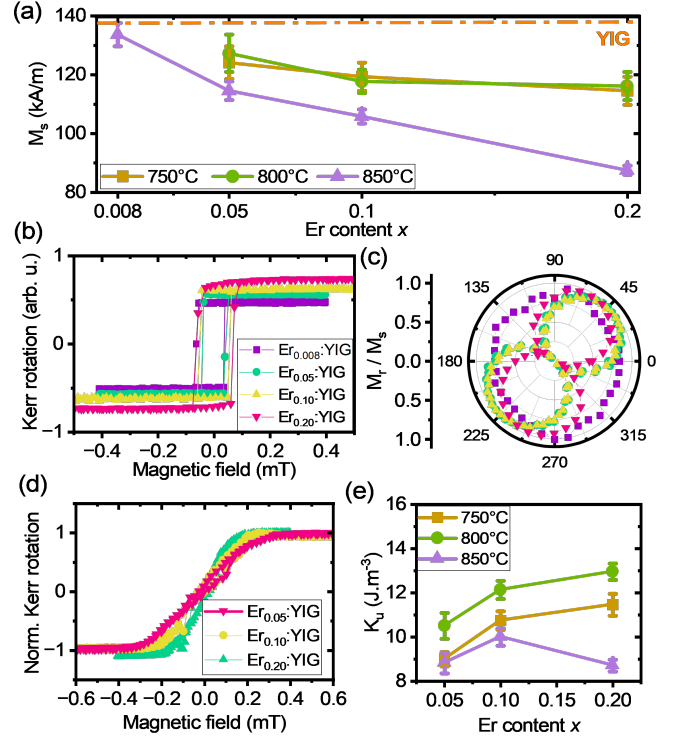 (a)
140
120
100
80
M_s (kA/m)
YIG
750°C 800°C 850°C
0.008 0.05 0.1 0.2
Er content x
(b)
1
0
−1
Kerr rotation (arb. u.)
Er0.008:YIG
Er0.05:YIG
Er0.10:YIG
Er0.20:YIG
−0.4 −0.2 0.0 0.2 0.4
Magnetic field (mT)
(c)
1.0
0.5
0.0
0.5
1.0
M_r / M_s
90
135 45
180 0
225 315
270
(d)
1
0
−1
Norm. Kerr rotation
Er0.05:YIG
Er0.10:YIG
Er0.20:YIG
−0.6 −0.4 −0.2 0.0 0.2 0.4 0.6
Magnetic field (mT)
(e)
16
14
12
10
8
K_u (J.m⁻³)
750°C
800°C
850°C
0.05 0.10 0.15 0.20
Er content x